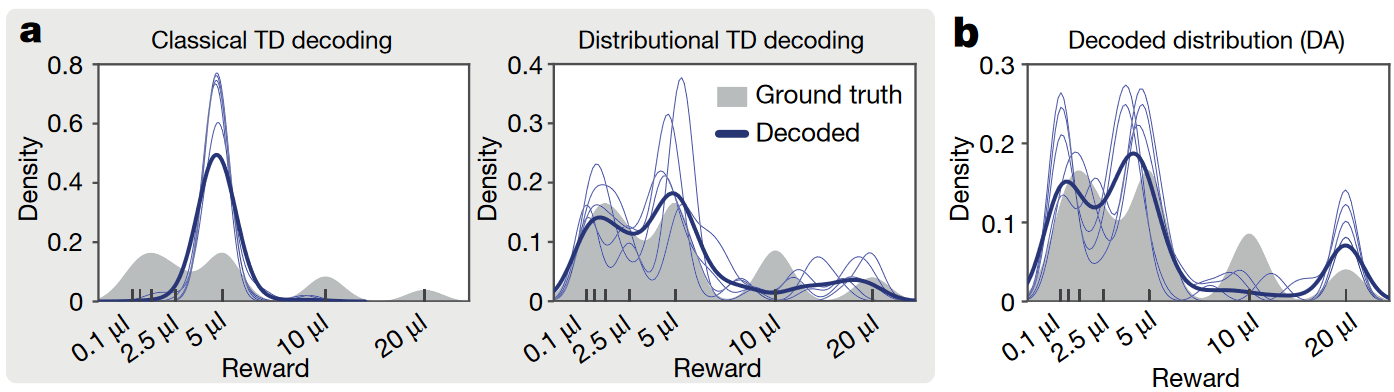 a
Classical TD decoding
0.8
0.6
0.4
0.2
0
Density
0.1 µl
2.5 µl
5 µl
10 µl
20 µl
Reward
Distributional TD decoding
0.4
0.3
0.2
0.1
0
Density
Ground truth
Decoded
0.1 µl
2.5 µl
5 µl
10 µl
20 µl
Reward
b
Decoded distribution (DA)
0.3
0.2
0.1
0
Density
0.1 µl
2.5 µl
5 µl
10 µl
20 µl
Reward